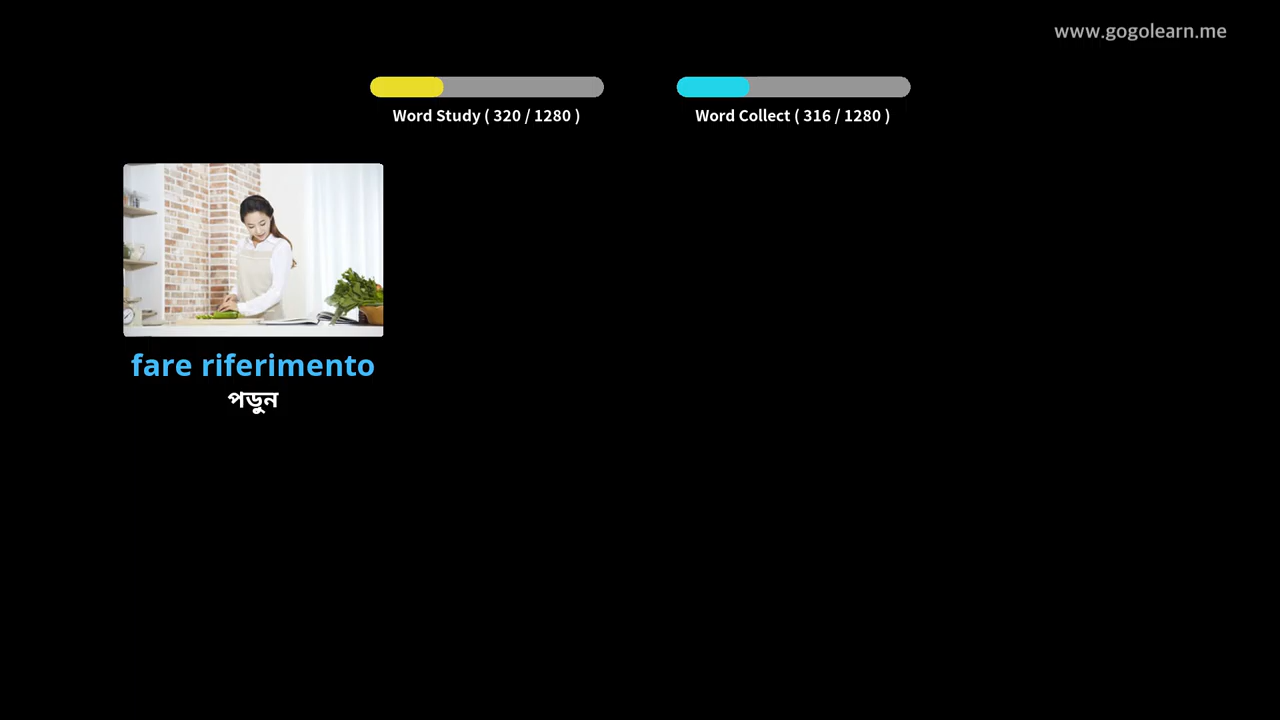 www.gogolearn.me
Word Study ( 320 / 1280 )
Word Collect ( 316 / 1280 )
fare riferimento
পড়ুন